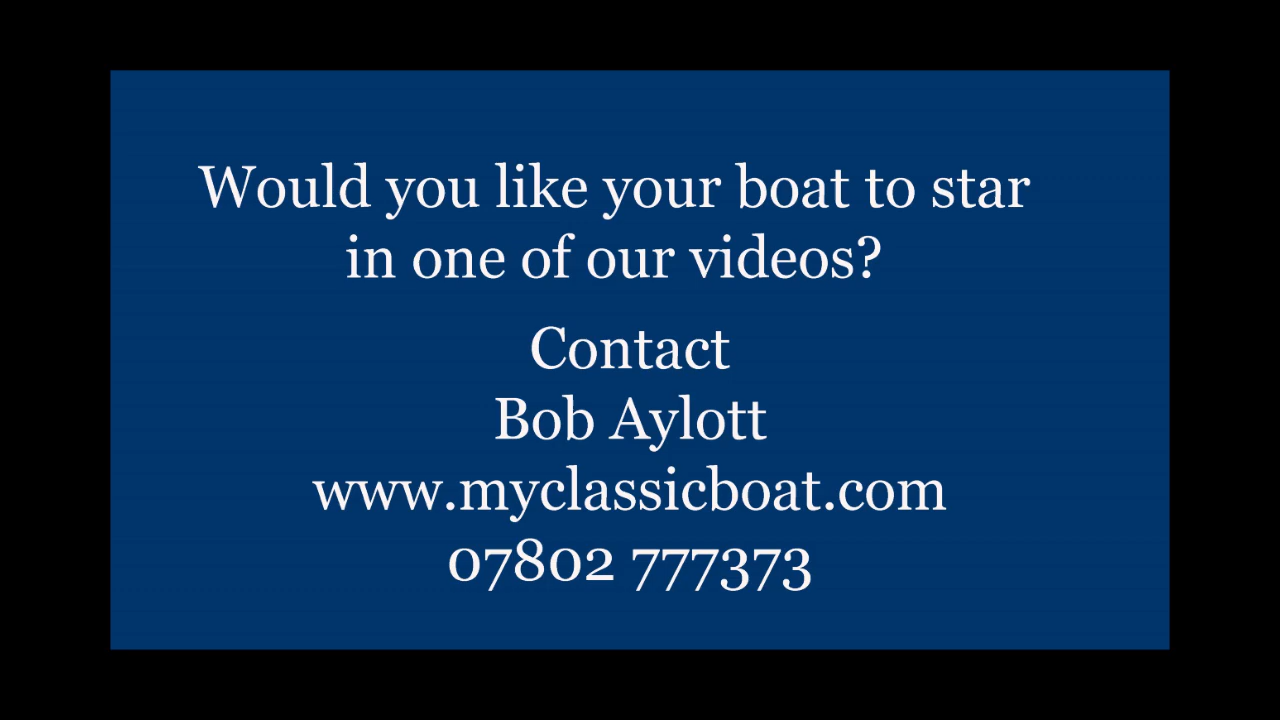 Would you like your boat to star
in one of our videos?
Contact
Bob Aylott
www.myclassicboat.com
07802 777373